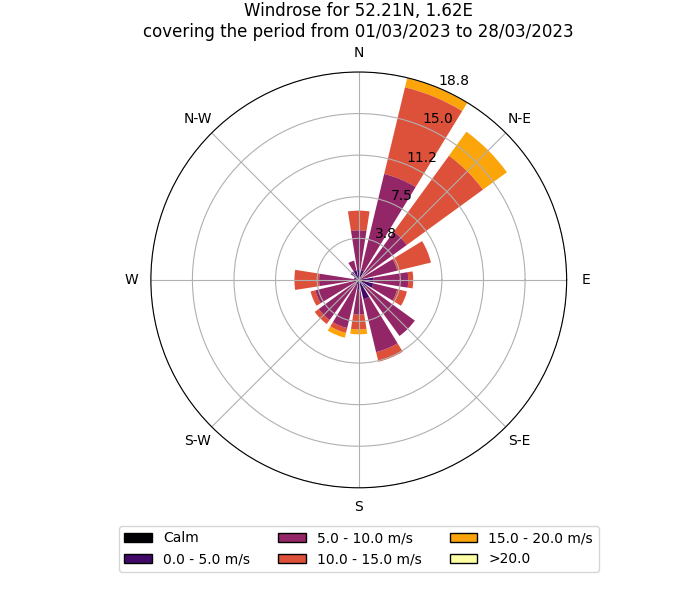 Windrose for 52.21N, 1.62E
covering the period from 01/03/2023 to 28/03/2023
N
18.8
N-W
15.0
N-E
11.2
7.5
3.8
W
E
S-W
S-E
S
Calm
5.0 - 10.0 m/s
15.0 - 20.0 m/s
0.0 - 5.0 m/s
10.0 - 15.0 m/s
>20.0